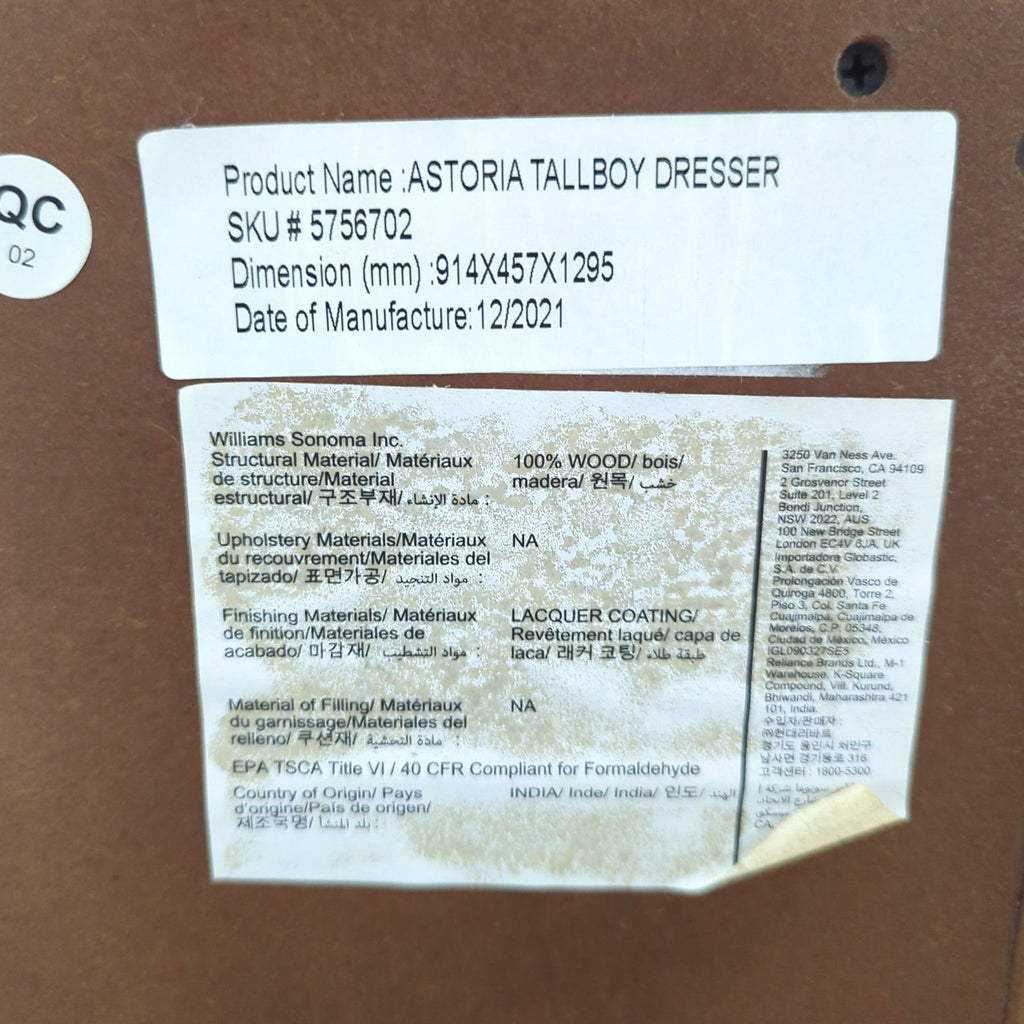 QC
02
Product Name :ASTORIA TALLBOY DRESSER
SKU # 5756702
Dimension (mm) :914X457X1295
Date of Manufacture:12/2021
Williams Sonoma Inc.
Structural Material/ Matériaux
de structure/Material
estructural/ 구조부재/ مادة الإنشاء :
100% WOOD/ bois/
madera/ 원목/ خشب
Upholstery Materials/Matériaux
du recouvrement/Materiales del
tapizado/ 표면가공/ مواد التنجيد :
NA
Finishing Materials/ Matériaux
de finition/Materiales de
acabado/ 마감재/ مواد التشطيب :
LACQUER COATING/
Revêtement laqué/ capa de
laca/ 래커 코팅/ طبقة طلاء
Material of Filling/ Matériaux
du garnissage/Materiales del
relleno/ 쿠션재/ مادة التحشية :
NA
EPA TSCA Title VI / 40 CFR Compliant for Formaldehyde
Country of Origin/ Pays
d'origine/País de origen/
제조국명/ بلد المنشا :
INDIA/ Inde/ India/ 인도/ الهند
3250 Van Ness Ave.
San Francisco, CA 94109
2 Grosvenor Street
Suite 201, Level 2
Bondi Junction,
NSW 2022, AUS
100 New Bridge Street
London EC4V 6JA, UK
Importadora Globastic,
S.A. de C.V
Prolongación Vasco de
Quiroga 4800, Torre 2,
Piso 3, Col. Santa Fe
Cuajimalpa, Cuajimalpa de
Morelos, C.P. 05348,
Ciudad de México, México
IGL090327SE5
Reliance Brands Ltd., M-1
Warehouse, K-Square
Compound, Vill. Kurund,
Bhiwandi, Maharashtra 421
101, India.
수입자/판매자 :
㈜현대리바트
경기도 용인시 처인구
남사면 경기동로 316
고객센터 : 1800-5300
CA.